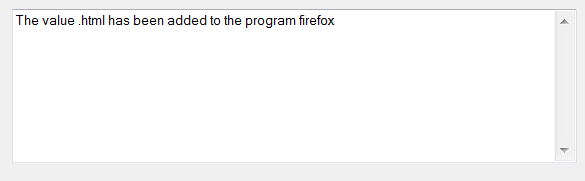 The value .html has been added to the program firefox